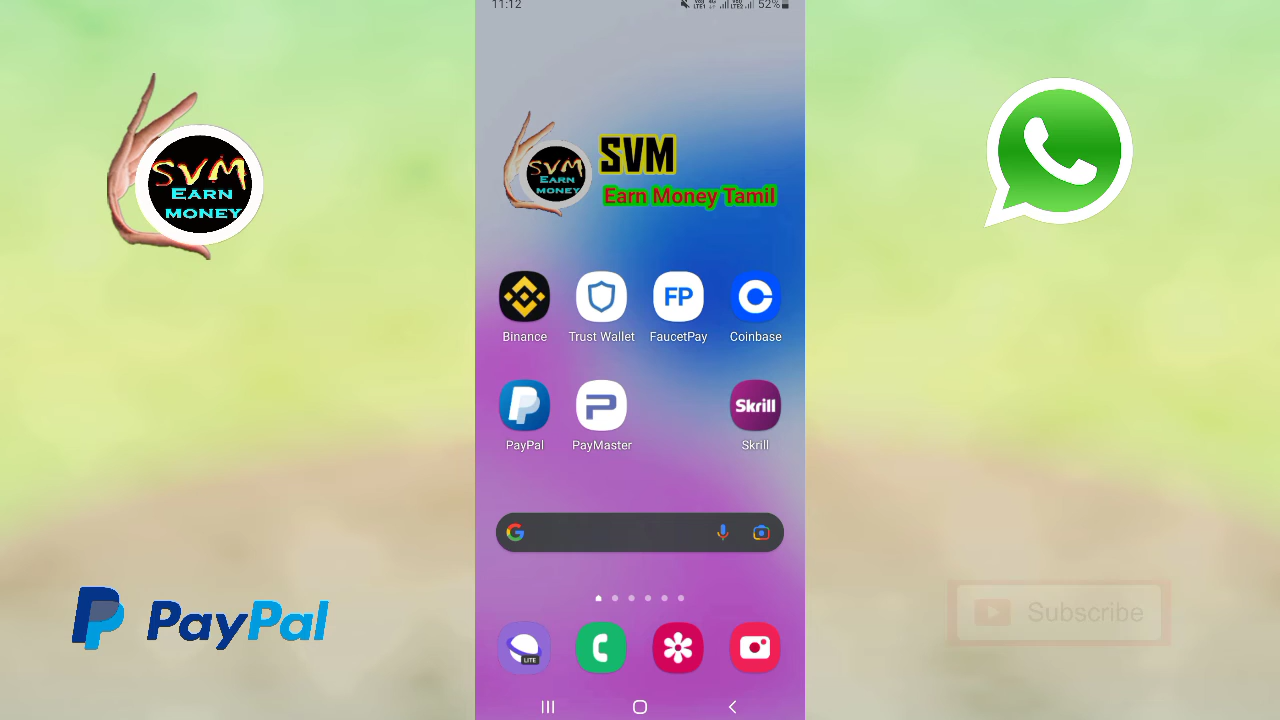 11:12
52%
SVM
EARN
MONEY
SVM
EARN
MONEY
SVM
Earn Money Tamil
Binance
Trust Wallet
FP
FaucetPay
Coinbase
PayPal
PayMaster
Skrill
Skrill
PayPal
Subscribe
LITE